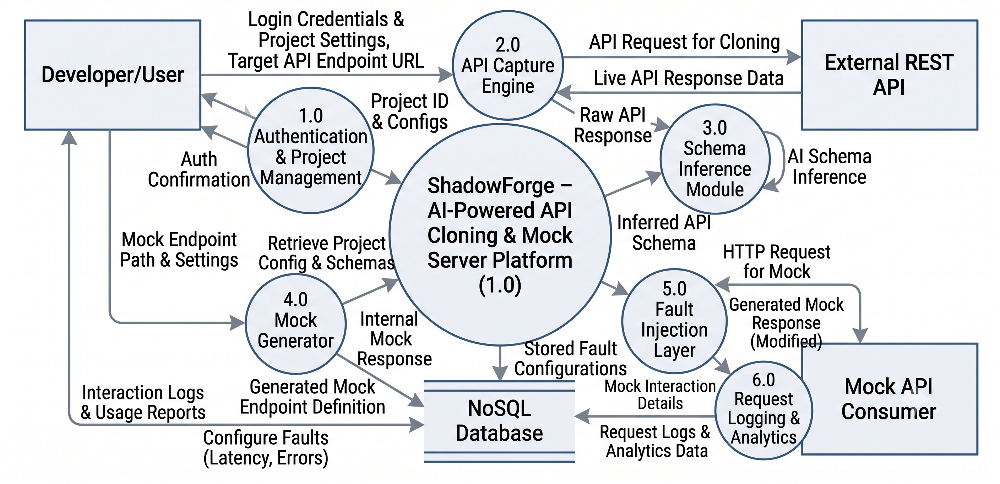 Login Credentials &
Project Settings,
Target API Endpoint URL
Developer/User
2.0
API Capture
Engine
API Request for Cloning
Live API Response Data
External REST
API
1.0
Authentication
& Project
Management
Project ID
& Configs
Raw API
Response
3.0
Schema
Inference
Module
AI Schema
Inference
Auth
Confirmation
ShadowForge –
AI-Powered API
Cloning & Mock
Server Platform
(1.0)
Inferred API
Schema
Mock Endpoint
Path & Settings
Retrieve Project
Config & Schemas
HTTP Request
for Mock
4.0
Mock
Generator
Internal
Mock
Response
5.0
Fault
Injection
Layer
Generated Mock
Response
(Modified)
Stored Fault
Configurations
Interaction Logs
& Usage Reports
Generated Mock
Endpoint Definition
Mock Interaction
Details
NoSQL
Database
6.0
Request
Logging &
Analytics
Mock API
Consumer
Configure Faults
(Latency, Errors)
Request Logs &
Analytics Data